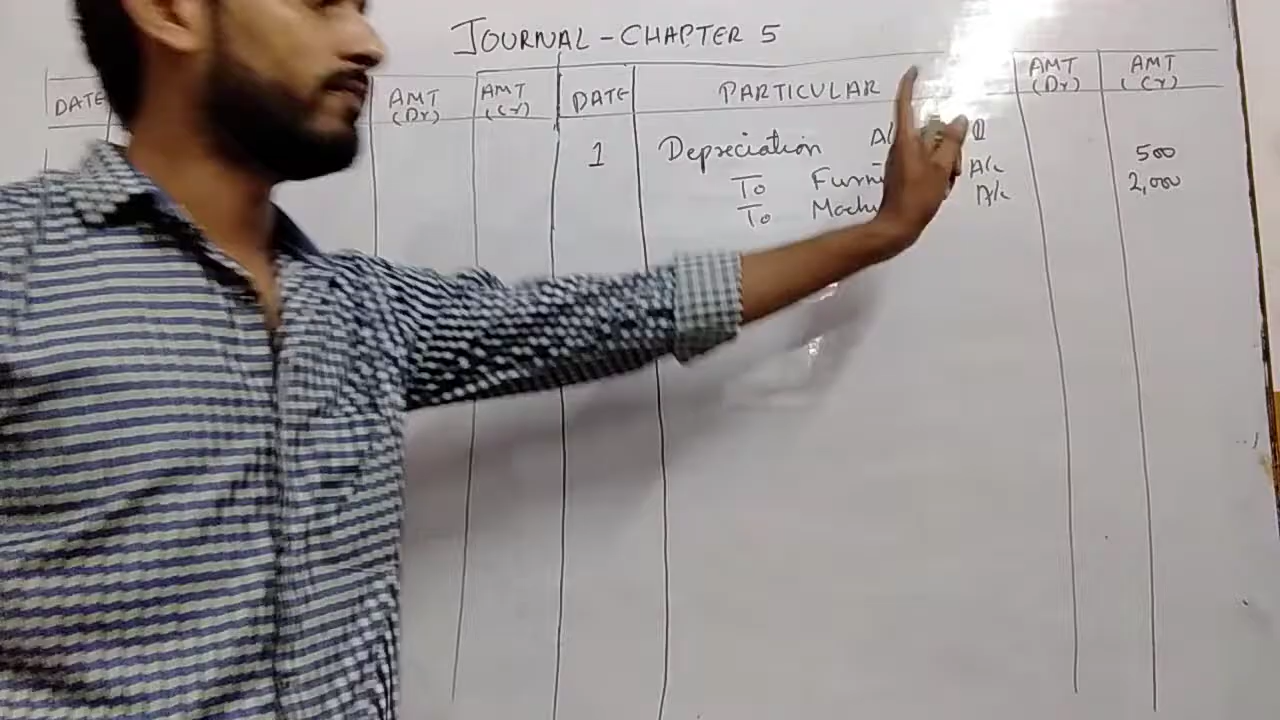 JOURNAL - CHAPTER 5
DATE AMT (Dr) AMT (Cr) DATE PARTICULAR AMT (Dr) AMT (Cr)
1 Depreciation 500
To A/c 2,000
To A/c